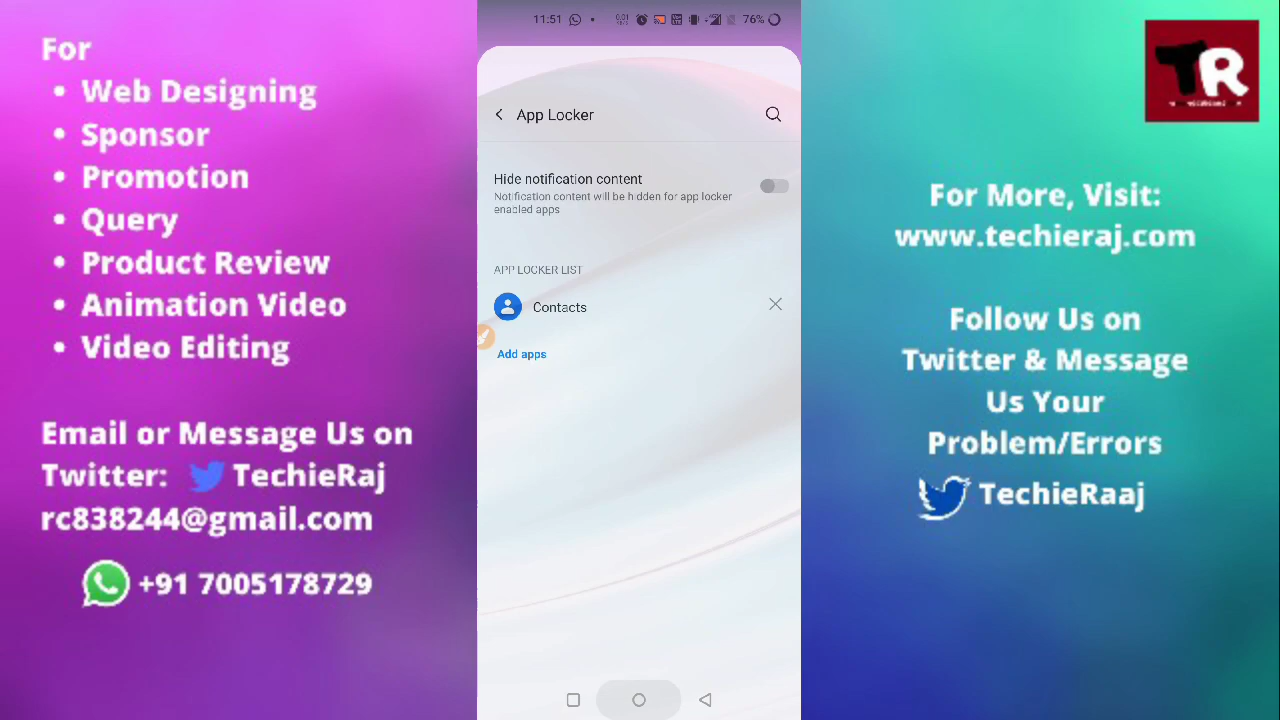 For
• Web Designing
• Sponsor
• Promotion
• Query
• Product Review
• Animation Video
• Video Editing
Email or Message Us on
Twitter: TechieRaj
rc838244@gmail.com
+91 7005178729
11:51
76%
App Locker
Hide notification content
Notification content will be hidden for app locker
enabled apps
APP LOCKER LIST
Contacts
Add apps
TR
For More, Visit:
www.techieraj.com
Follow Us on
Twitter & Message
Us Your
Problem/Errors
TechieRaaj